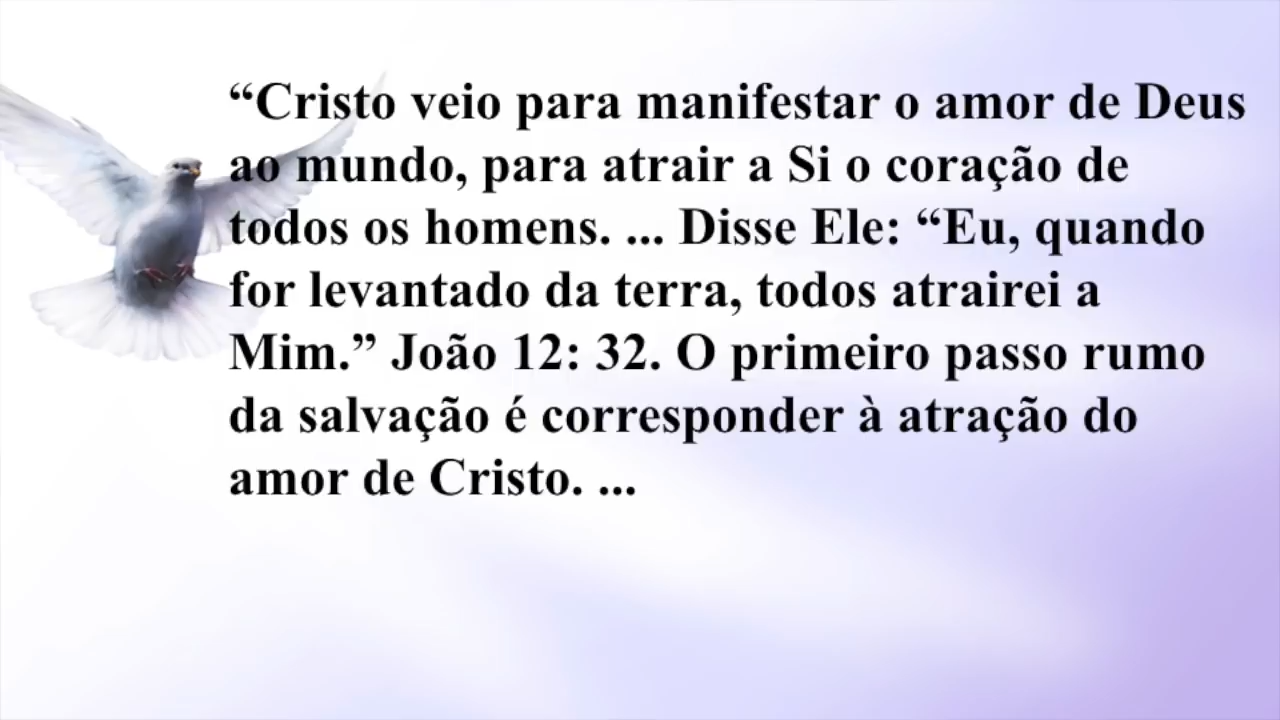 “Cristo veio para manifestar o amor de Deus
ao mundo, para atrair a Si o coração de
todos os homens. ... Disse Ele: “Eu, quando
for levantado da terra, todos atrairei a
Mim.” João 12: 32. O primeiro passo rumo
da salvação é corresponder à atração do
amor de Cristo. ...